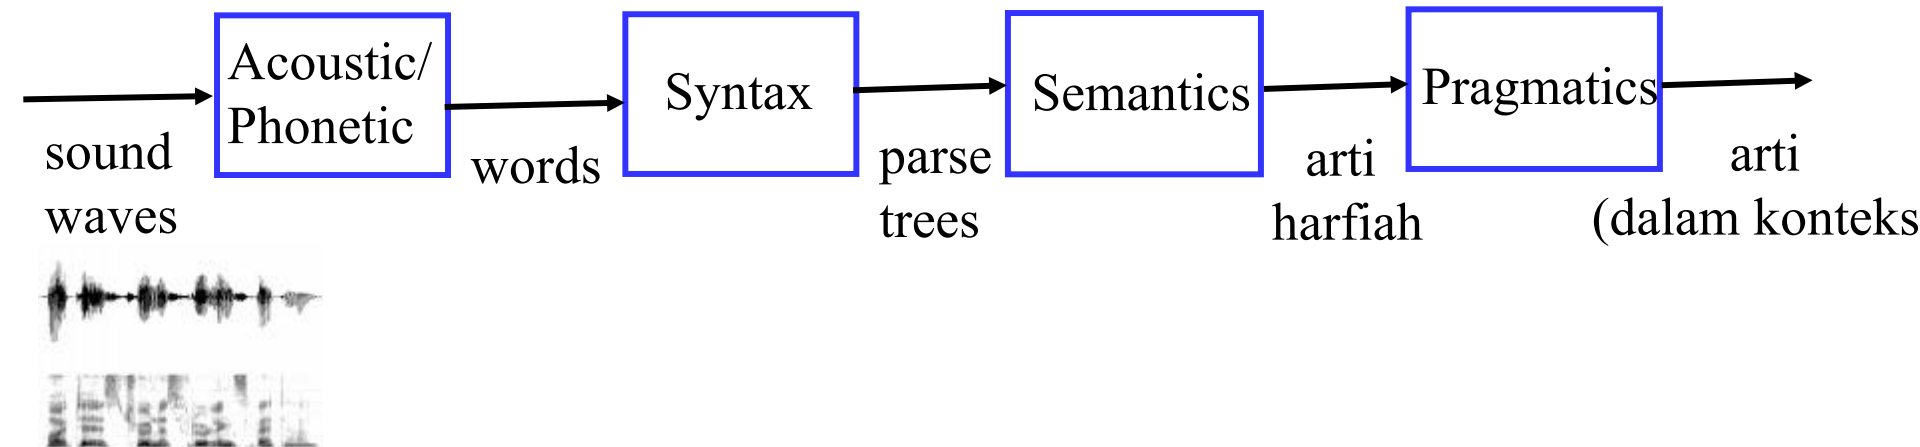 Acoustic/
Phonetic
Syntax
Semantics
Pragmatics
sound
waves
words
parse
trees
arti
harfiah
arti
(dalam konteks